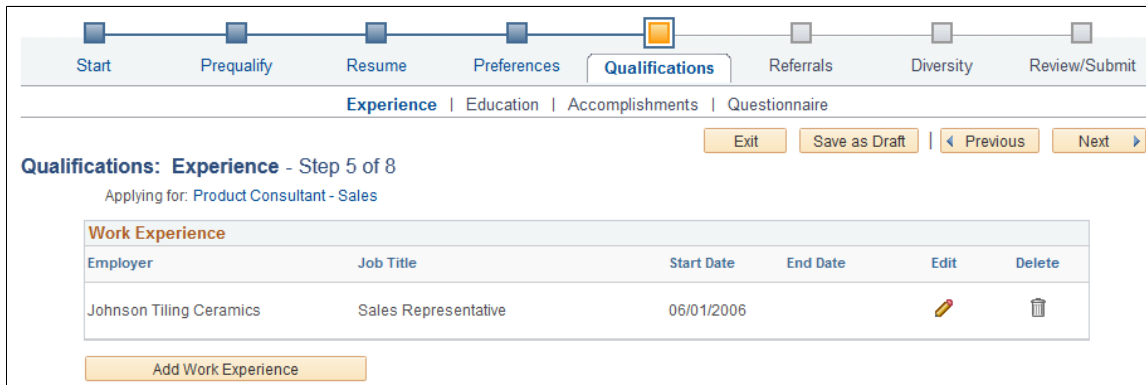 Start Prequalify Resume Preferences Qualifications Referrals Diversity Review/Submit
Experience | Education | Accomplishments | Questionnaire
Exit Save as Draft | Previous Next
Qualifications: Experience - Step 5 of 8
Applying for: Product Consultant - Sales
Work Experience
Employer Job Title Start Date End Date Edit Delete
Johnson Tiling Ceramics Sales Representative 06/01/2006
Add Work Experience